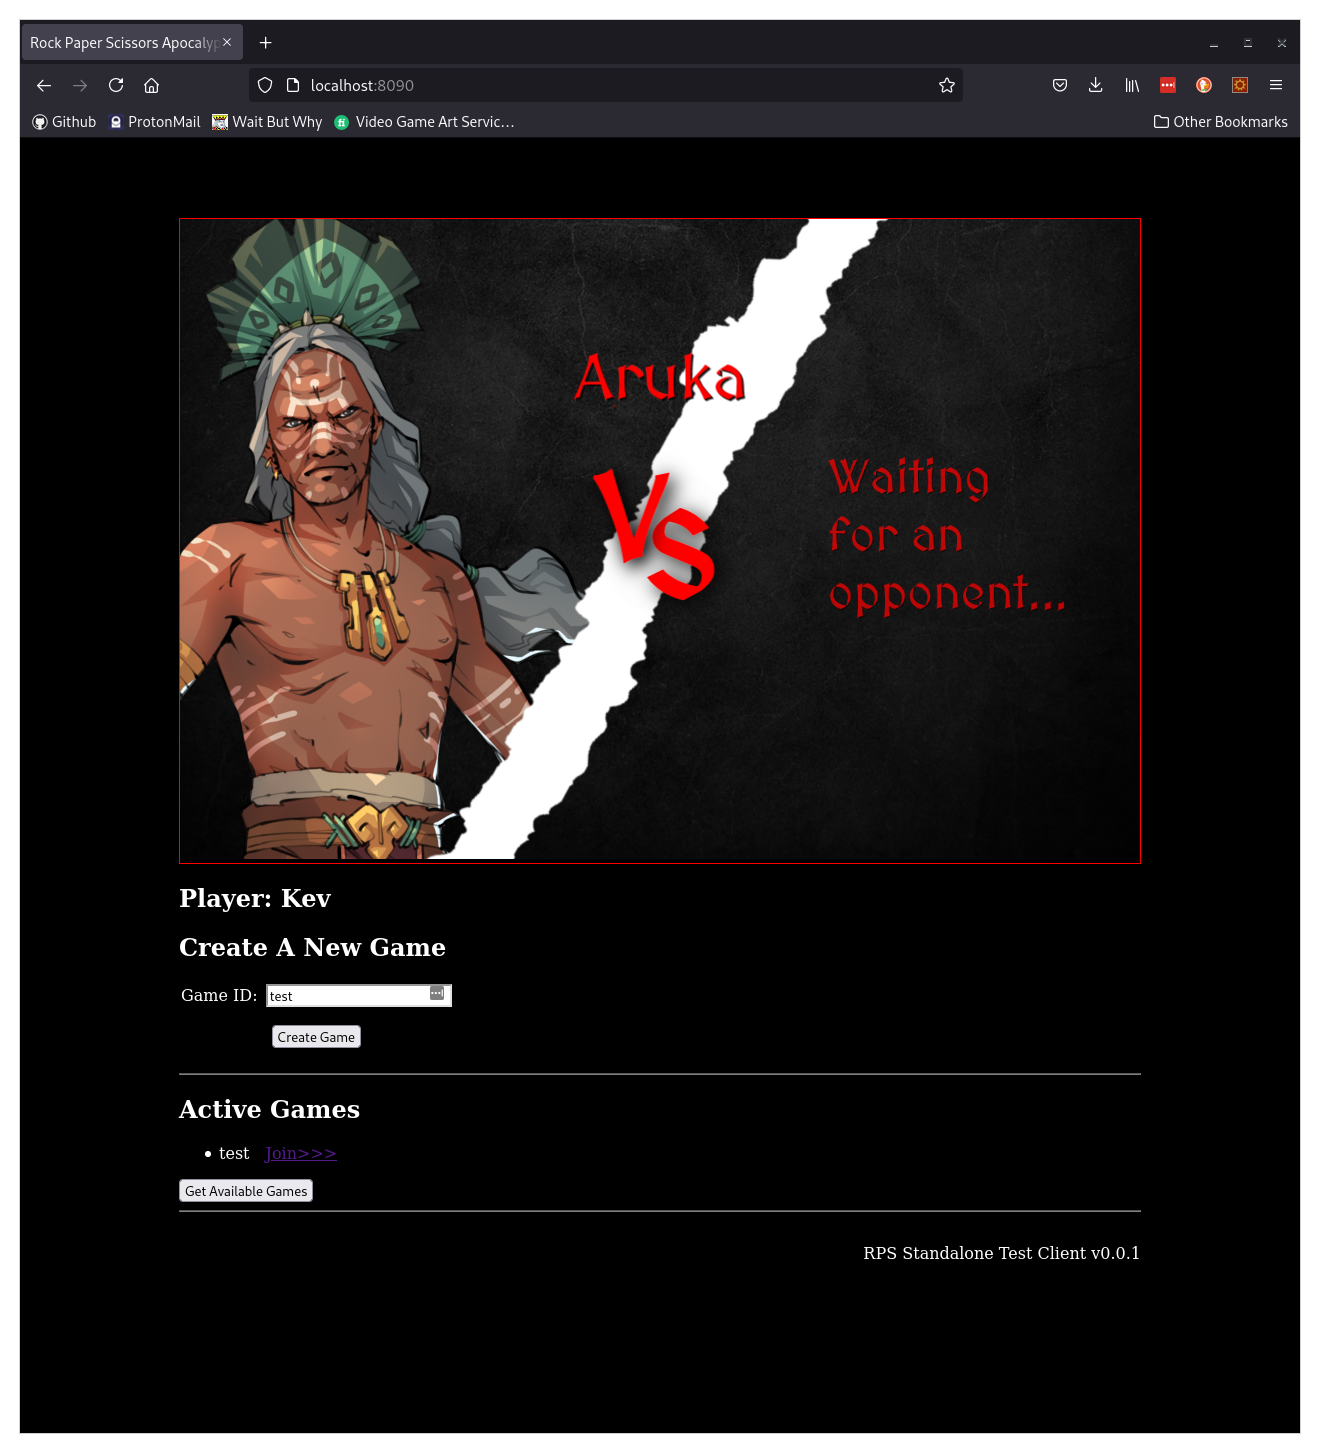 Rock Paper Scissors Apocalyp
localhost:8090
Github
ProtonMail
Wait But Why
Video Game Art Servic…
Other Bookmarks
Aruka
Vs
Waiting
for an
opponent...
Player: Kev
Create A New Game
Game ID: test
Create Game
Active Games
test Join>>>
Get Available Games
RPS Standalone Test Client v0.0.1